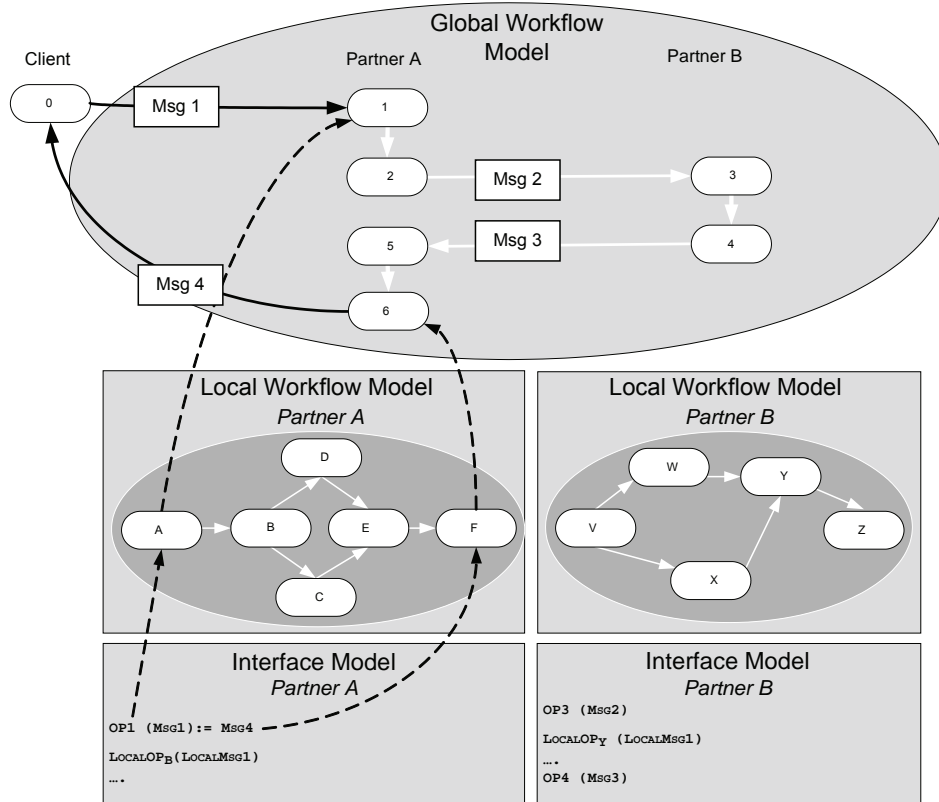 Global Workflow
Model
Client
Partner A
Partner B
0
Msg 1
1
2
Msg 2
3
5
Msg 3
4
Msg 4
6
Local Workflow Model
Partner A
D
A
B
E
F
C
Local Workflow Model
Partner B
W
Y
V
Z
X
Interface Model
Partner A
OP1 (MSG1):= MSG4
LOCALOPB(LOCALMSG1)
….
Interface Model
Partner B
OP3 (MSG2)
LOCALOPY (LOCALMSG1)
….
OP4 (MSG3)